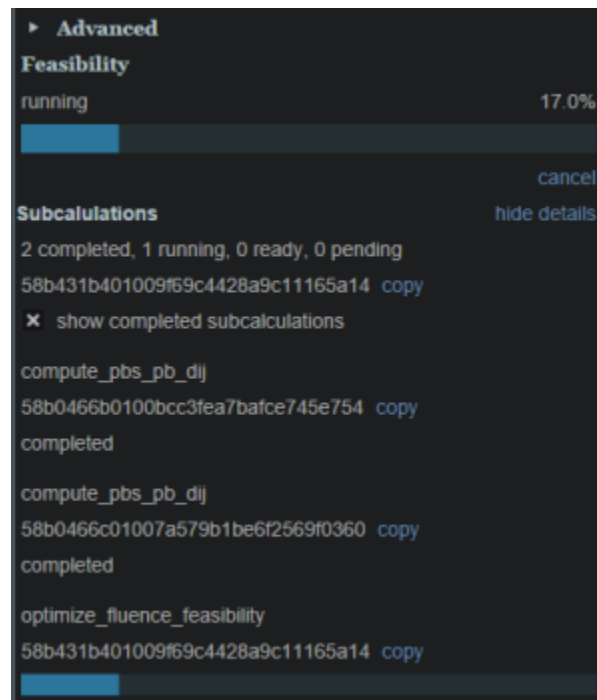 Advanced
Feasibility
running 17.0%
cancel
Subcalulations hide details
2 completed, 1 running, 0 ready, 0 pending
58b431b401009f69c4428a9c11165a14 copy
show completed subcalculations
compute_pbs_pb_dij
58b0466b0100bcc3fea7bafce745e754 copy
completed
compute_pbs_pb_dij
58b0466c01007a579b1be6f2569f0360 copy
completed
optimize_fluence_feasibility
58b431b401009f69c4428a9c11165a14 copy